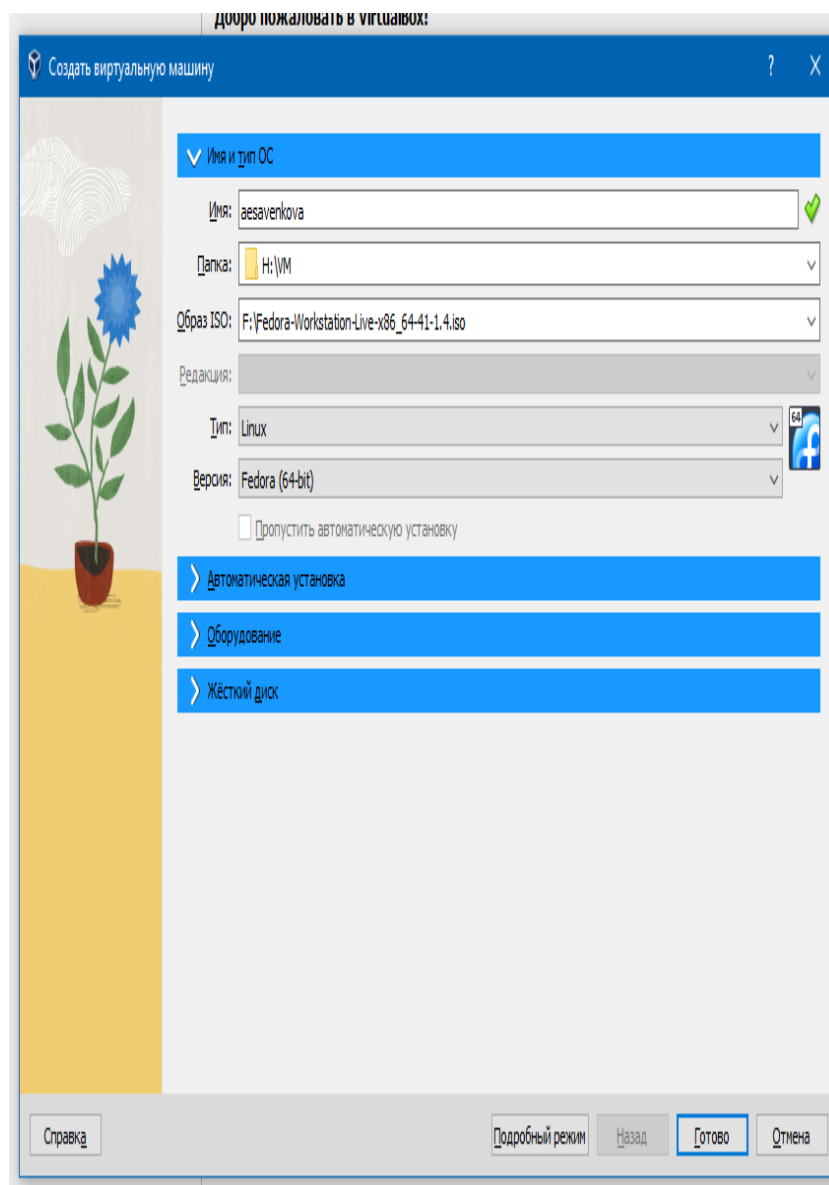 Добро пожаловать в VirtualBox!
Создать виртуальную машину ? X
Имя и тип ОС
Имя: aesavenkova
Папка: H:\VM
Образ ISO: F:\Fedora-Workstation-Live-x86_64-41-1.4.iso
Редакция:
Тип: Linux 64
Версия: Fedora (64-bit)
Пропустить автоматическую установку
Автоматическая установка
Оборудование
Жёсткий диск
Справка Подробный режим Назад Готово Отмена